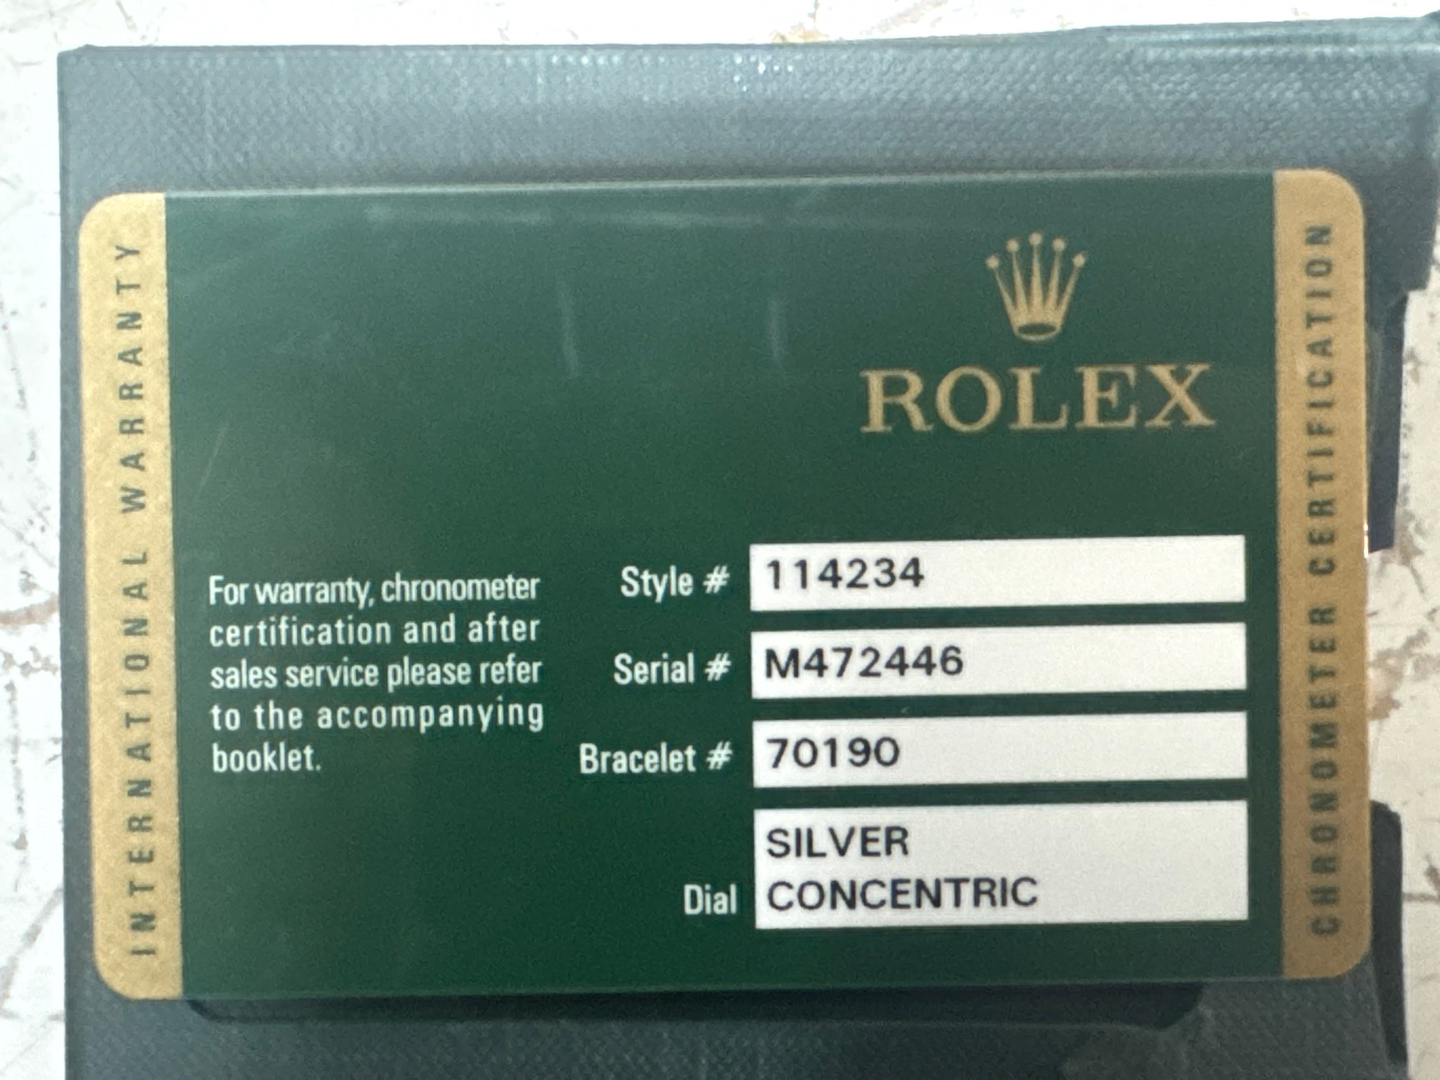 INTERNATIONAL WARRANTY
ROLEX
For warranty, chronometer
certification and after
sales service please refer
to the accompanying
booklet.
Style # 114234
Serial # M472446
Bracelet # 70190
Dial SILVER
CONCENTRIC
CHRONOMETER CERTIFICATION